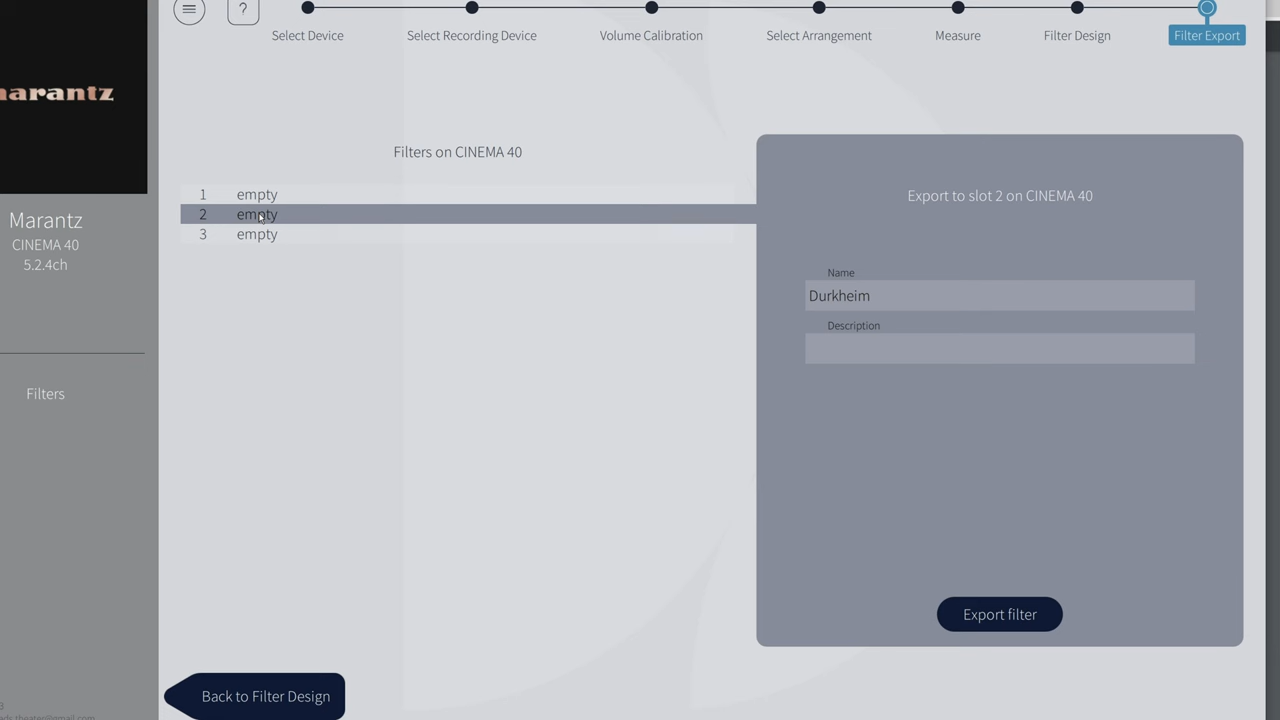 ?
Select Device
Select Recording Device
Volume Calibration
Select Arrangement
Measure
Filter Design
Filter Export
marantz
Marantz
CINEMA 40
5.2.4ch
Filters
Filters on CINEMA 40
1 empty
2 empty
3 empty
Export to slot 2 on CINEMA 40
Name
Durkheim
Description
Export filter
Back to Filter Design